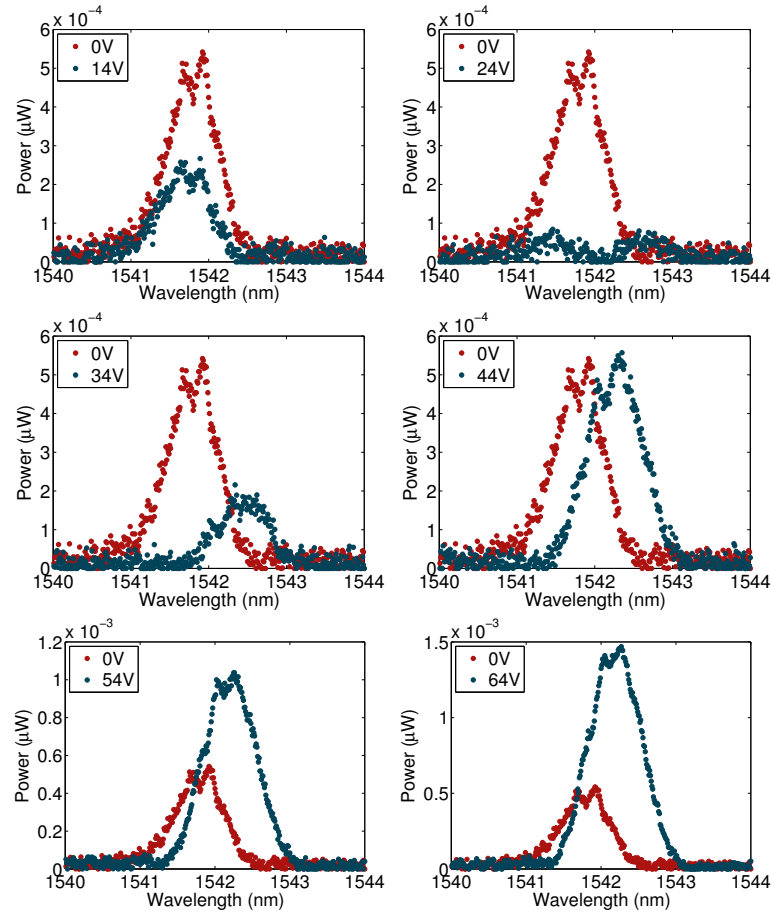 x 10⁻⁴
6
5
4
3
2
1
0
Power (μW)
0V
14V
1540 1541 1542 1543 1544
Wavelength (nm)
x 10⁻⁴
6
5
4
3
2
1
0
Power (μW)
0V
24V
1540 1541 1542 1543 1544
Wavelength (nm)
x 10⁻⁴
6
5
4
3
2
1
0
Power (μW)
0V
34V
1540 1541 1542 1543 1544
Wavelength (nm)
x 10⁻⁴
6
5
4
3
2
1
0
Power (μW)
0V
44V
1540 1541 1542 1543 1544
Wavelength (nm)
x 10⁻³
1.2
1
0.8
0.6
0.4
0.2
0
Power (μW)
0V
54V
1540 1541 1542 1543 1544
Wavelength (nm)
x 10⁻³
1.5
1
0.5
0
Power (μW)
0V
64V
1540 1541 1542 1543 1544
Wavelength (nm)